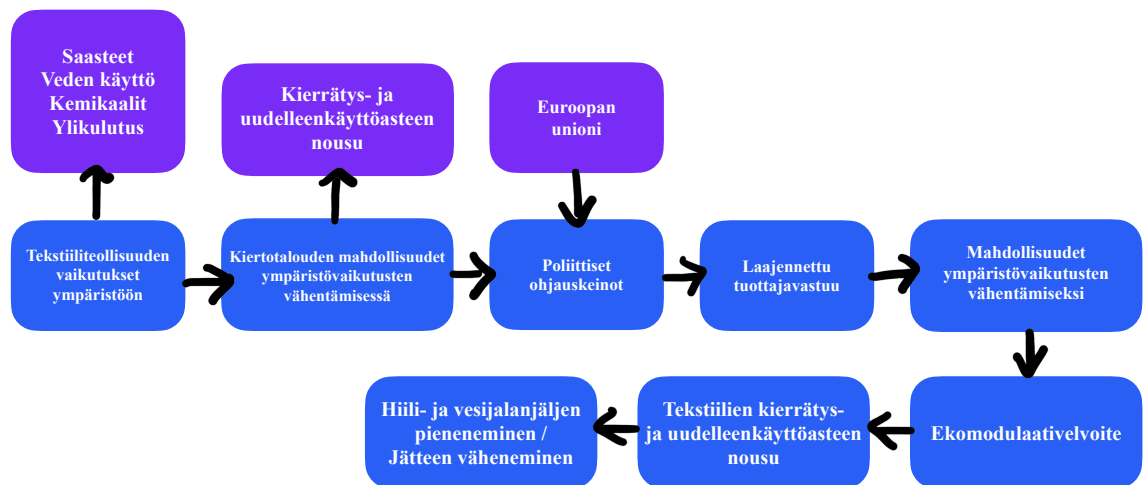 Saasteet
Veden käyttö
Kemikaalit
Ylikulutus
Kierrätys- ja
uudelleenkäyttöasteen
nousu
Euroopan
unioni
Tekstiiliteollisuuden
vaikutukset
ympäristöön
Kiertotalouden mahdollisuudet
ympäristövaikutusten
vähentämisessä
Poliittiset
ohjauskeinot
Laajennettu
tuottajavastuu
Mahdollisuudet
ympäristövaikutusten
vähentämiseksi
Hiili- ja vesijalanjäljen
pieneneminen /
Jätteen väheneminen
Tekstiilien kierrätys-
ja uudelleenkäyttöasteen
nousu
Ekomodulaativelvoite